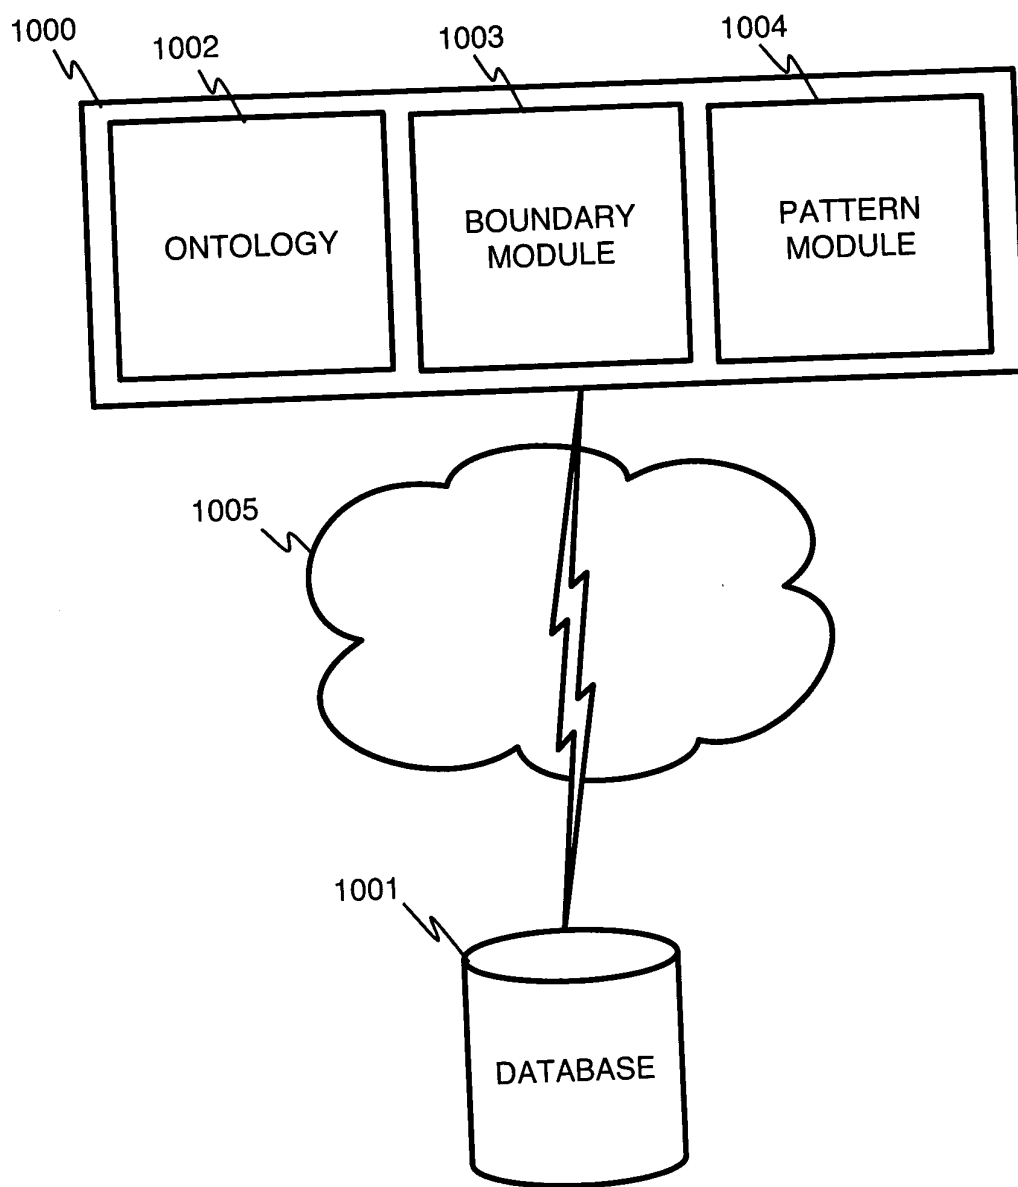 1000
1002
1003
1004
ONTOLOGY
BOUNDARY
MODULE
PATTERN
MODULE
1005
1001
DATABASE